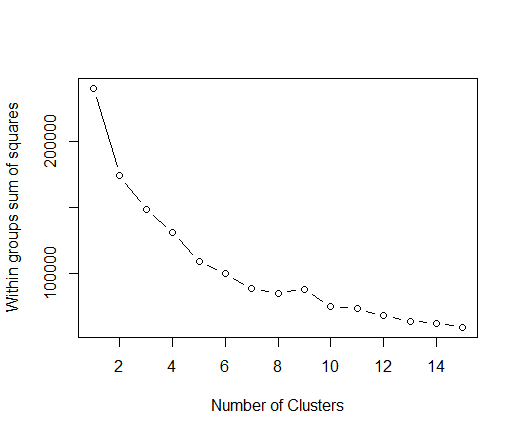 Within groups sum of squares
200000
100000
2 4 6 8 10 12 14
Number of Clusters